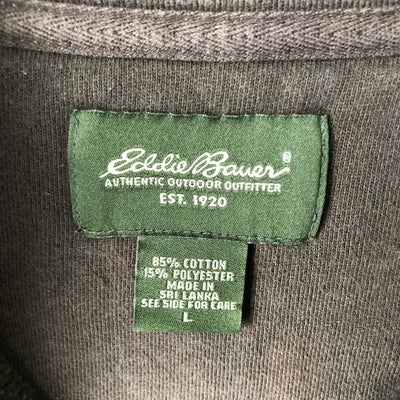 Eddie Bauer®
AUTHENTIC OUTDOOR OUTFITTER
EST. 1920
85% COTTON
15% POLYESTER
MADE IN
SRI LANKA
SEE SIDE FOR CARE
L